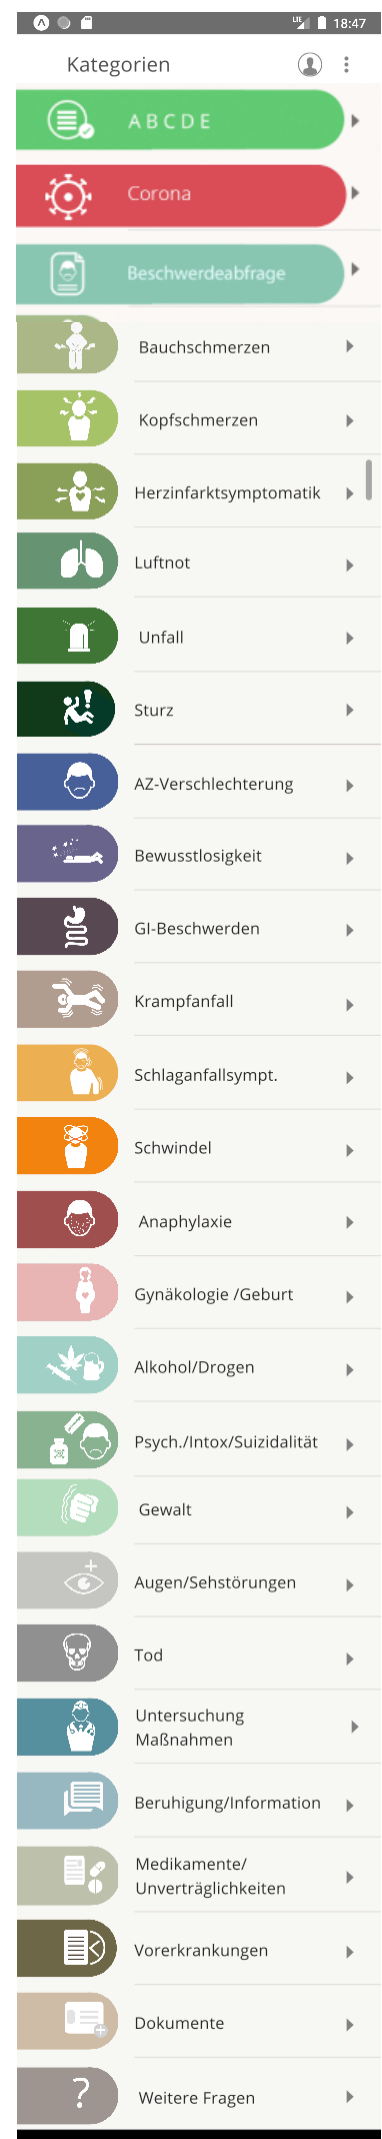 LTE 18:47
Kategorien
A B C D E
Corona
Beschwerdeabfrage
Bauchschmerzen
Kopfschmerzen
Herzinfarktsymptomatik
Luftnot
Unfall
Sturz
AZ-Verschlechterung
Bewusstlosigkeit
GI-Beschwerden
Krampfanfall
Schlaganfallsympt.
Schwindel
Anaphylaxie
Gynäkologie /Geburt
Alkohol/Drogen
Psych./Intox/Suizidalität
Gewalt
Augen/Sehstörungen
Tod
Untersuchung
Maßnahmen
Beruhigung/Information
Medikamente/
Unverträglichkeiten
Vorerkrankungen
Dokumente
?
Weitere Fragen